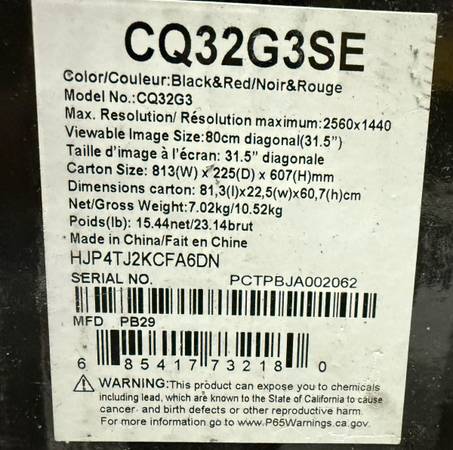 CQ32G3SE
Color/Couleur:Black&Red/Noir&Rouge
Model No.:CQ32G3
Max. Resolution/ Résolution maximum:2560x1440
Viewable Image Size:80cm diagonal(31.5")
Taille d'image à l'écran: 31.5" diagonale
Carton Size: 813(W) x 225(D) x 607(H)mm
Dimensions carton: 81,3(l)x22,5(w)x60,7(h)cm
Net/Gross Weight:7.02kg/10.52kg
Poids(lb): 15.44net/23.14brut
Made in China/Fait en Chine
HJP4TJ2KCFA6DN
SERIAL NO. PCTPBJA002062
MFD PB29
6 85417 73218 0
WARNING:This product can expose you to chemicals
including lead, which are known to the State of California to cause
cancer and birth defects or other reproductive harm.
For more information go to www.P65Warnings.ca.gov